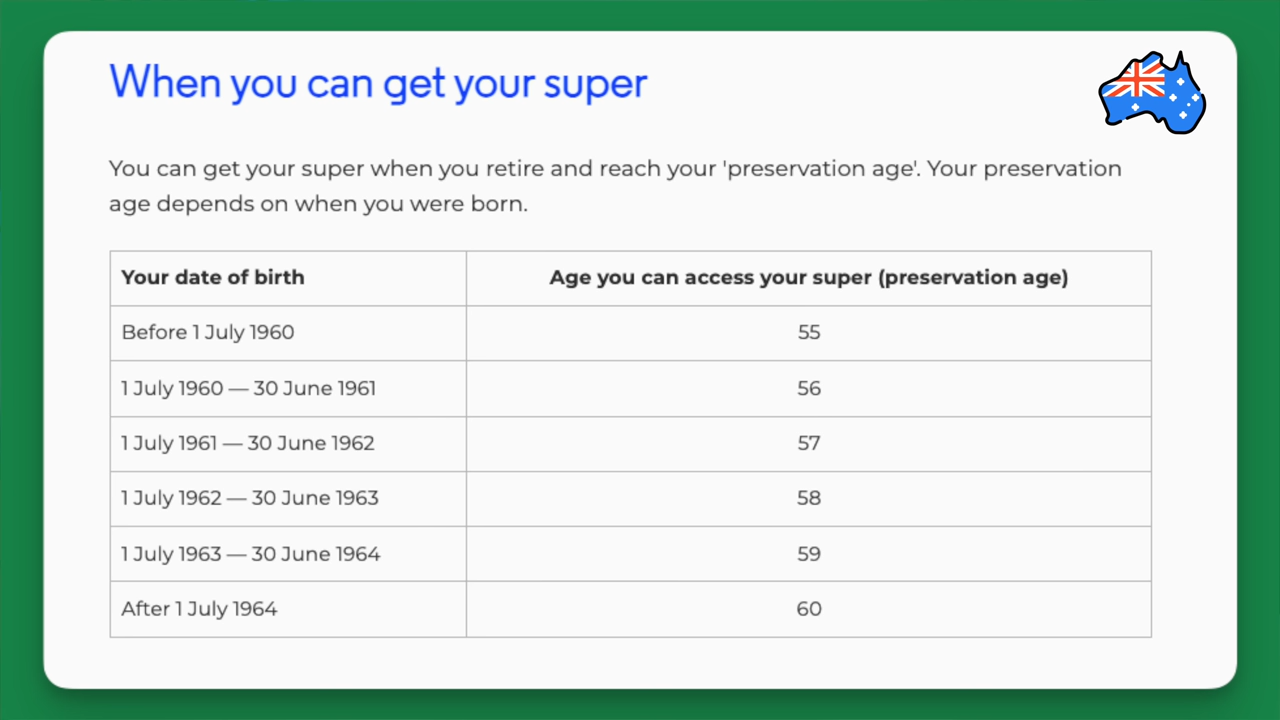 When you can get your super
You can get your super when you retire and reach your 'preservation age'. Your preservation
age depends on when you were born.
Your date of birth Age you can access your super (preservation age)
Before 1 July 1960 55
1 July 1960 — 30 June 1961 56
1 July 1961 — 30 June 1962 57
1 July 1962 — 30 June 1963 58
1 July 1963 — 30 June 1964 59
After 1 July 1964 60